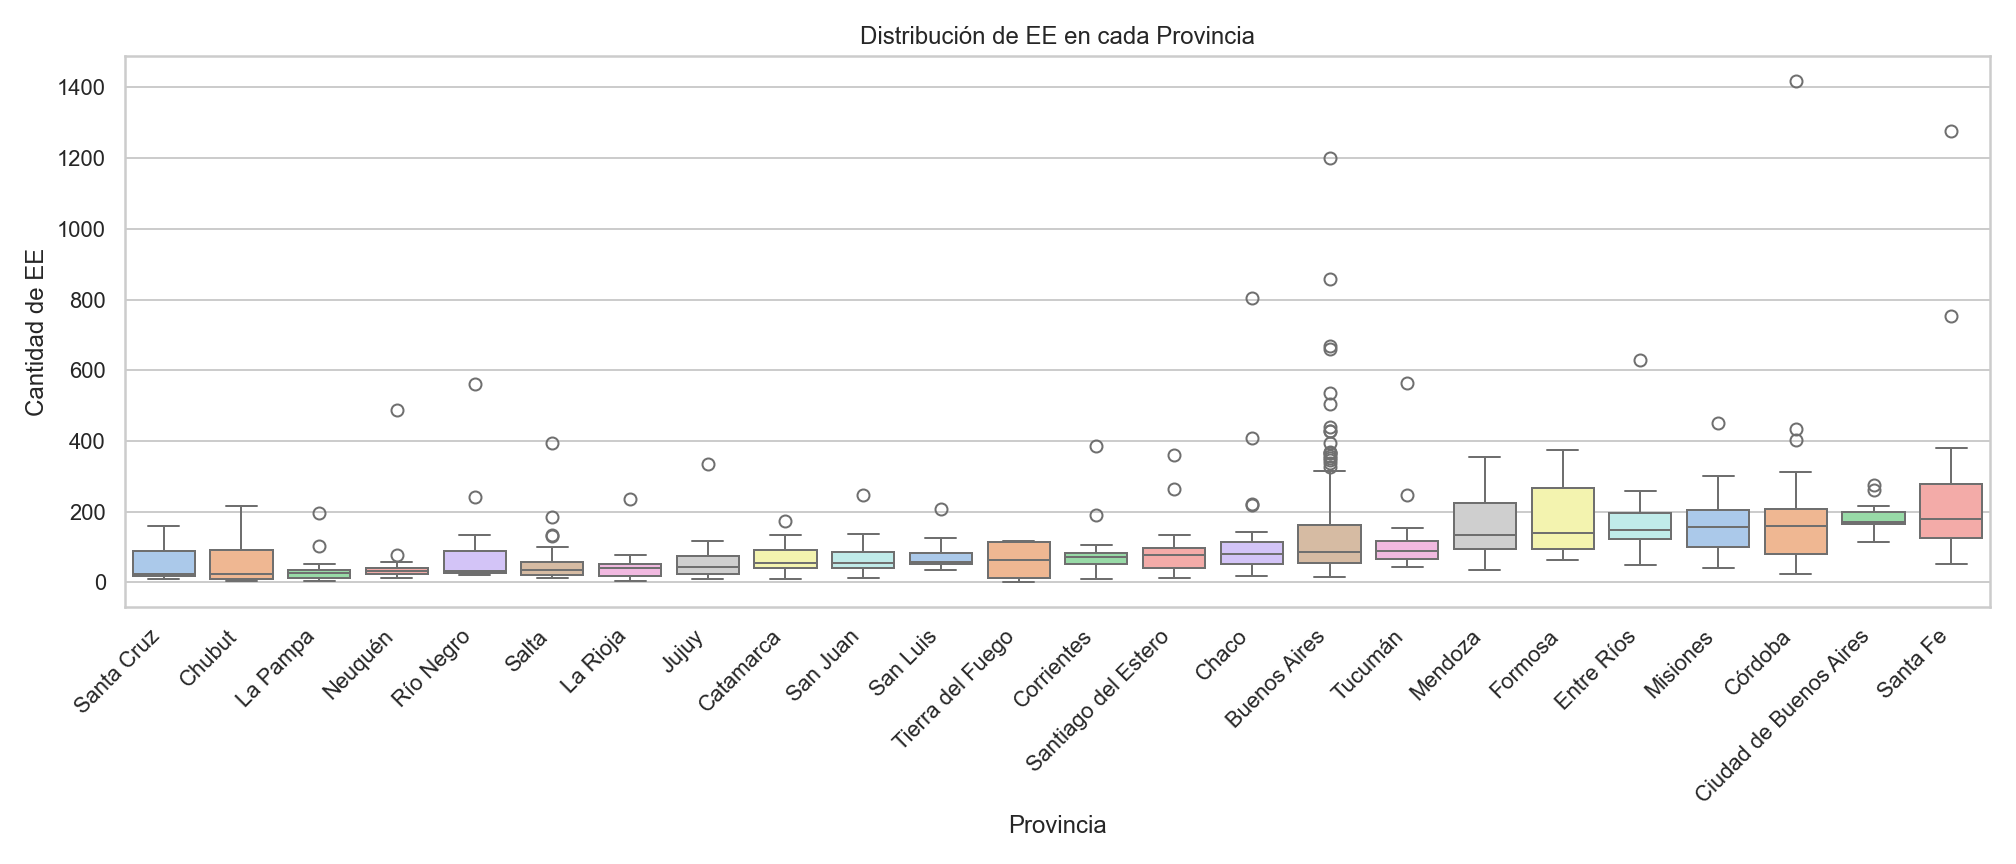 Distribución de EE en cada Provincia
Cantidad de EE
1400
1200
1000
800
600
400
200
0
Santa Cruz
Chubut
La Pampa
Neuquén
Río Negro
Salta
La Rioja
Jujuy
Catamarca
San Juan
San Luis
Tierra del Fuego
Corrientes
Santiago del Estero
Chaco
Buenos Aires
Tucumán
Mendoza
Formosa
Entre Ríos
Misiones
Córdoba
Ciudad de Buenos Aires
Santa Fe
Provincia